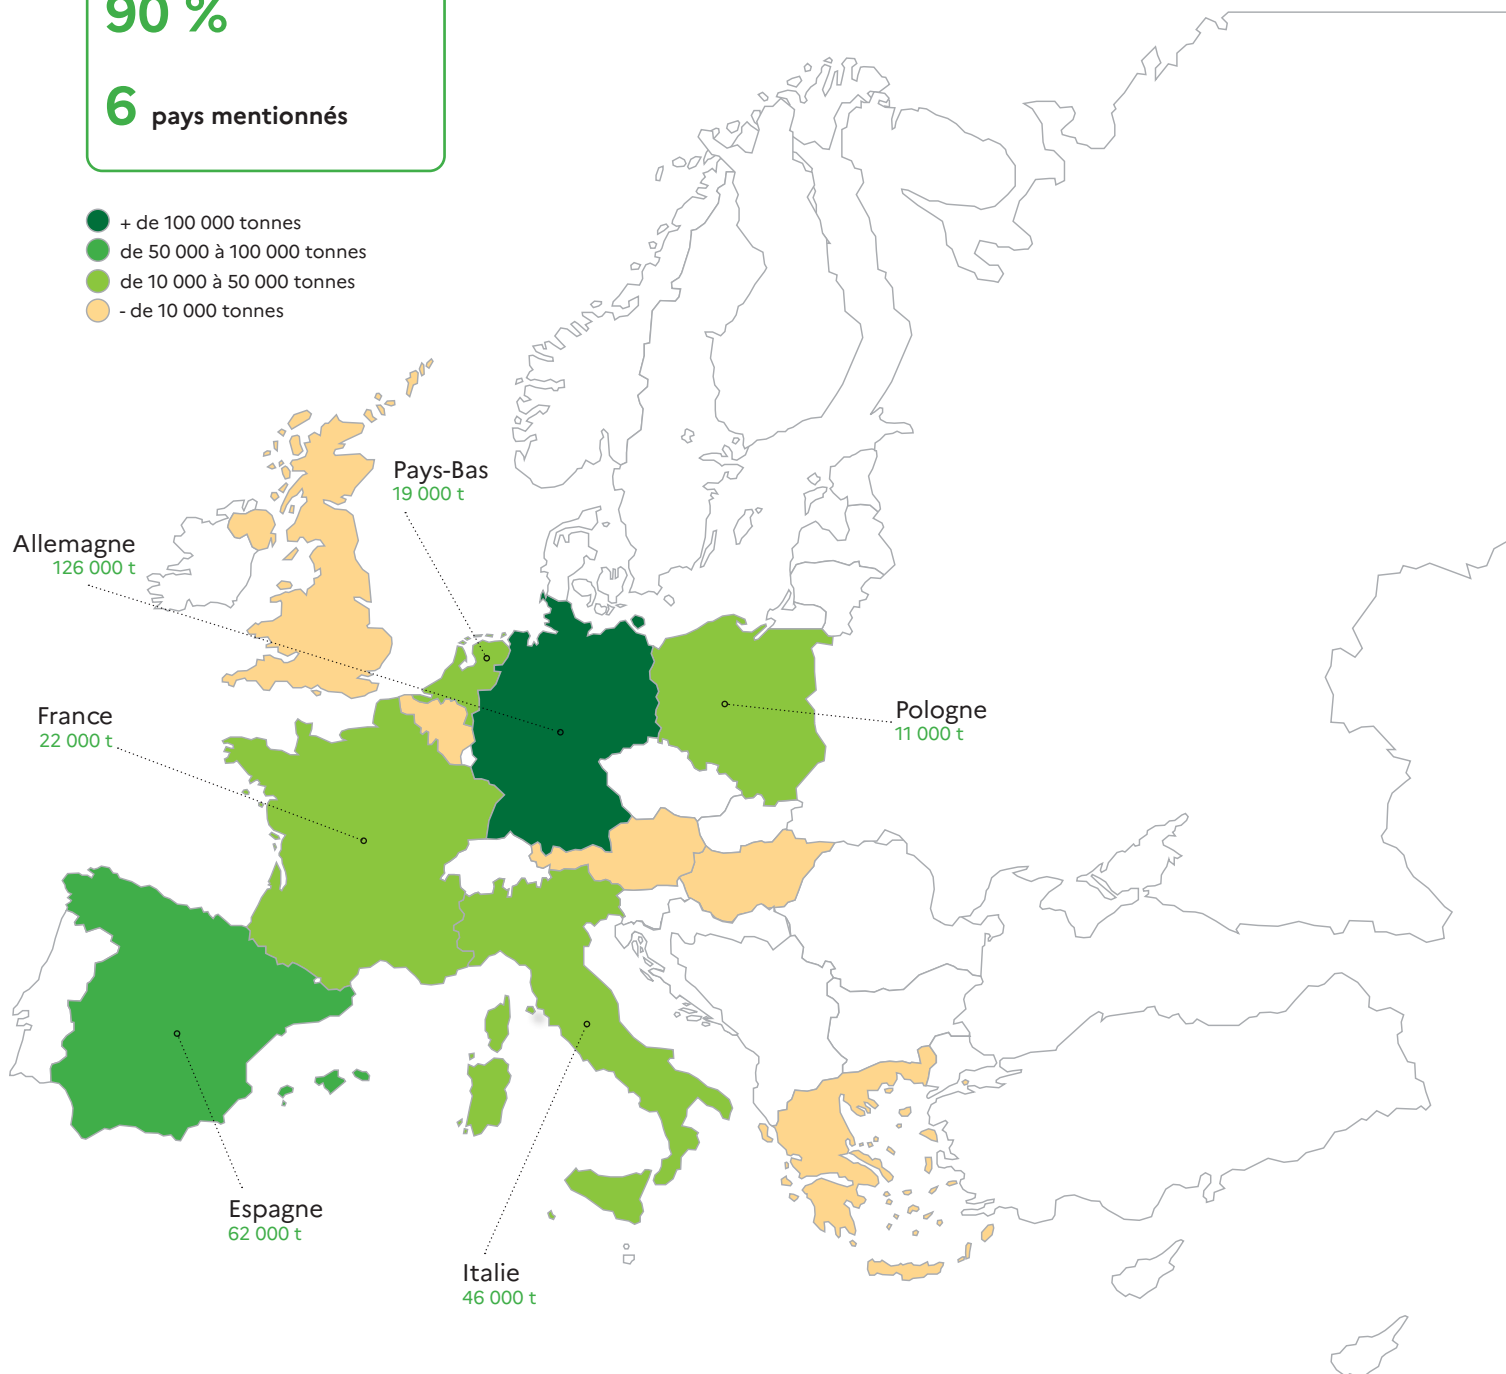 90 %
6 pays mentionnés
+ de 100 000 tonnes
de 50 000 à 100 000 tonnes
de 10 000 à 50 000 tonnes
- de 10 000 tonnes
Pays-Bas
19 000 t
Allemagne
126 000 t
France
22 000 t
Pologne
11 000 t
Espagne
62 000 t
Italie
46 000 t